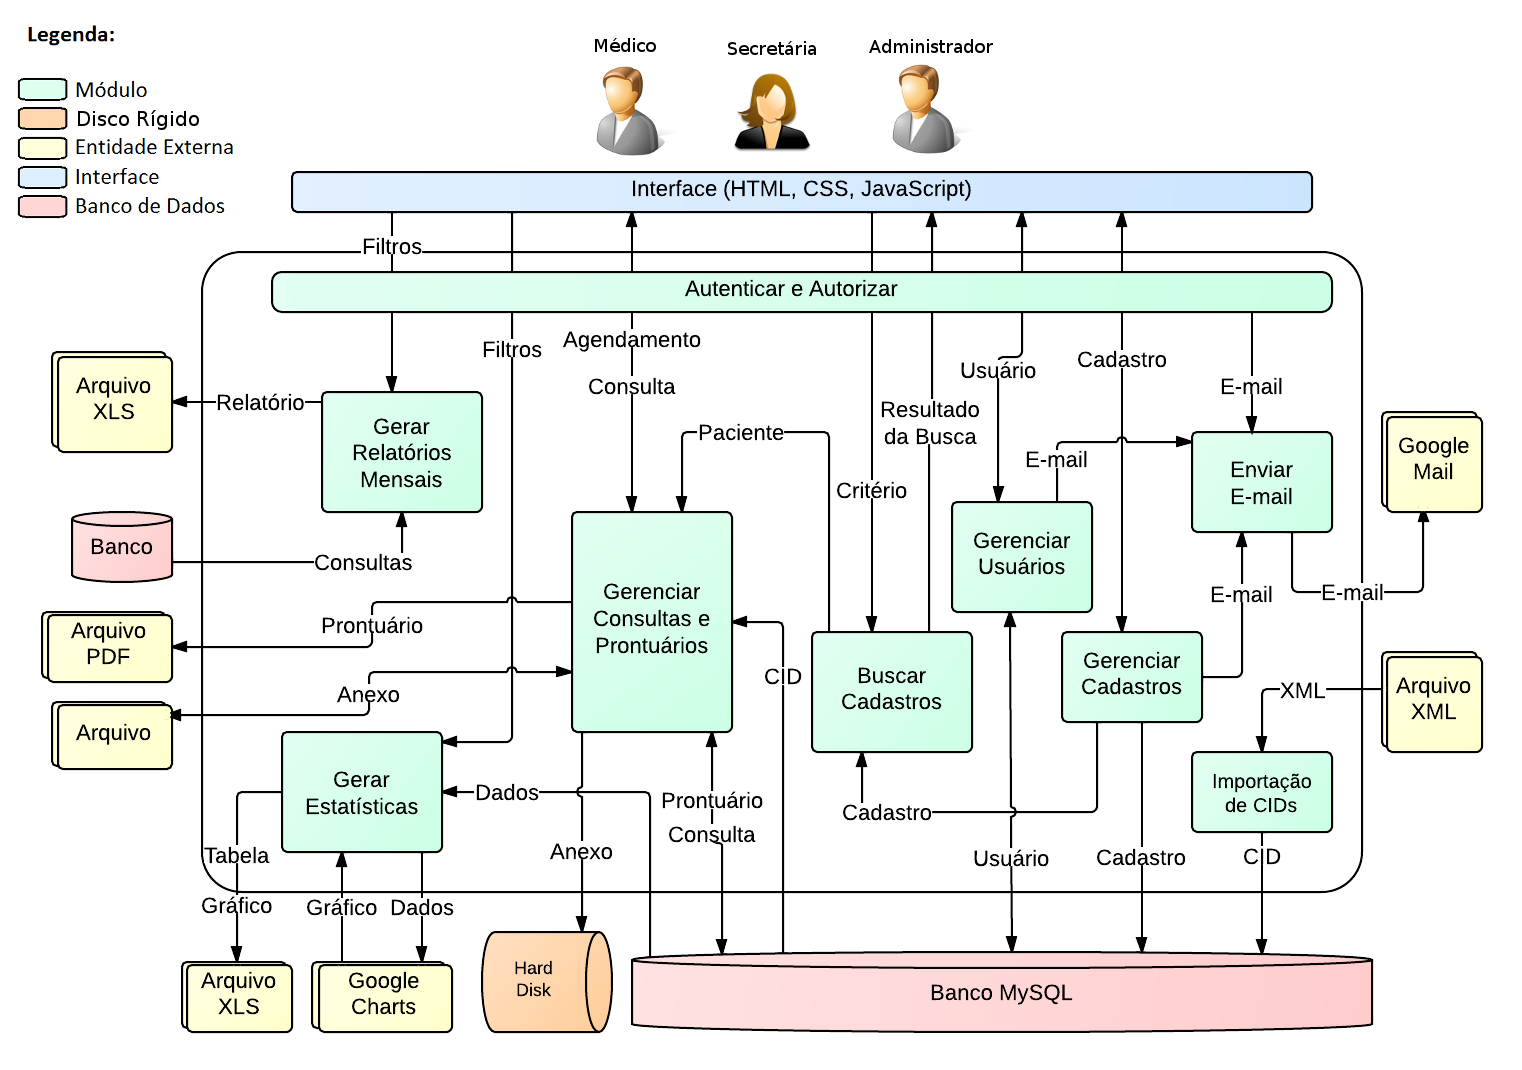 Legenda:
Módulo
Disco Rígido
Entidade Externa
Interface
Banco de Dados
Médico
Secretária
Administrador
Interface (HTML, CSS, JavaScript)
Filtros
Autenticar e Autorizar
Filtros
Agendamento
Consulta
Usuário
Cadastro
E-mail
Arquivo
XLS
Relatório
Gerar
Relatórios
Mensais
Paciente
Resultado
da Busca
Critério
E-mail
Enviar
E-mail
Google
Mail
Banco
Consultas
Gerenciar
Consultas e
Prontuários
Gerenciar
Usuários
E-mail
E-mail
Arquivo
PDF
Prontuário
Arquivo
Anexo
CID
Buscar
Cadastros
Gerenciar
Cadastros
XML
Arquivo
XML
Gerar
Estatísticas
Dados
Prontuário
Consulta
Cadastro
Importação
de CIDs
Tabela
Gráfico
Gráfico
Dados
Anexo
Usuário
Cadastro
CID
Arquivo
XLS
Google
Charts
Hard
Disk
Banco MySQL